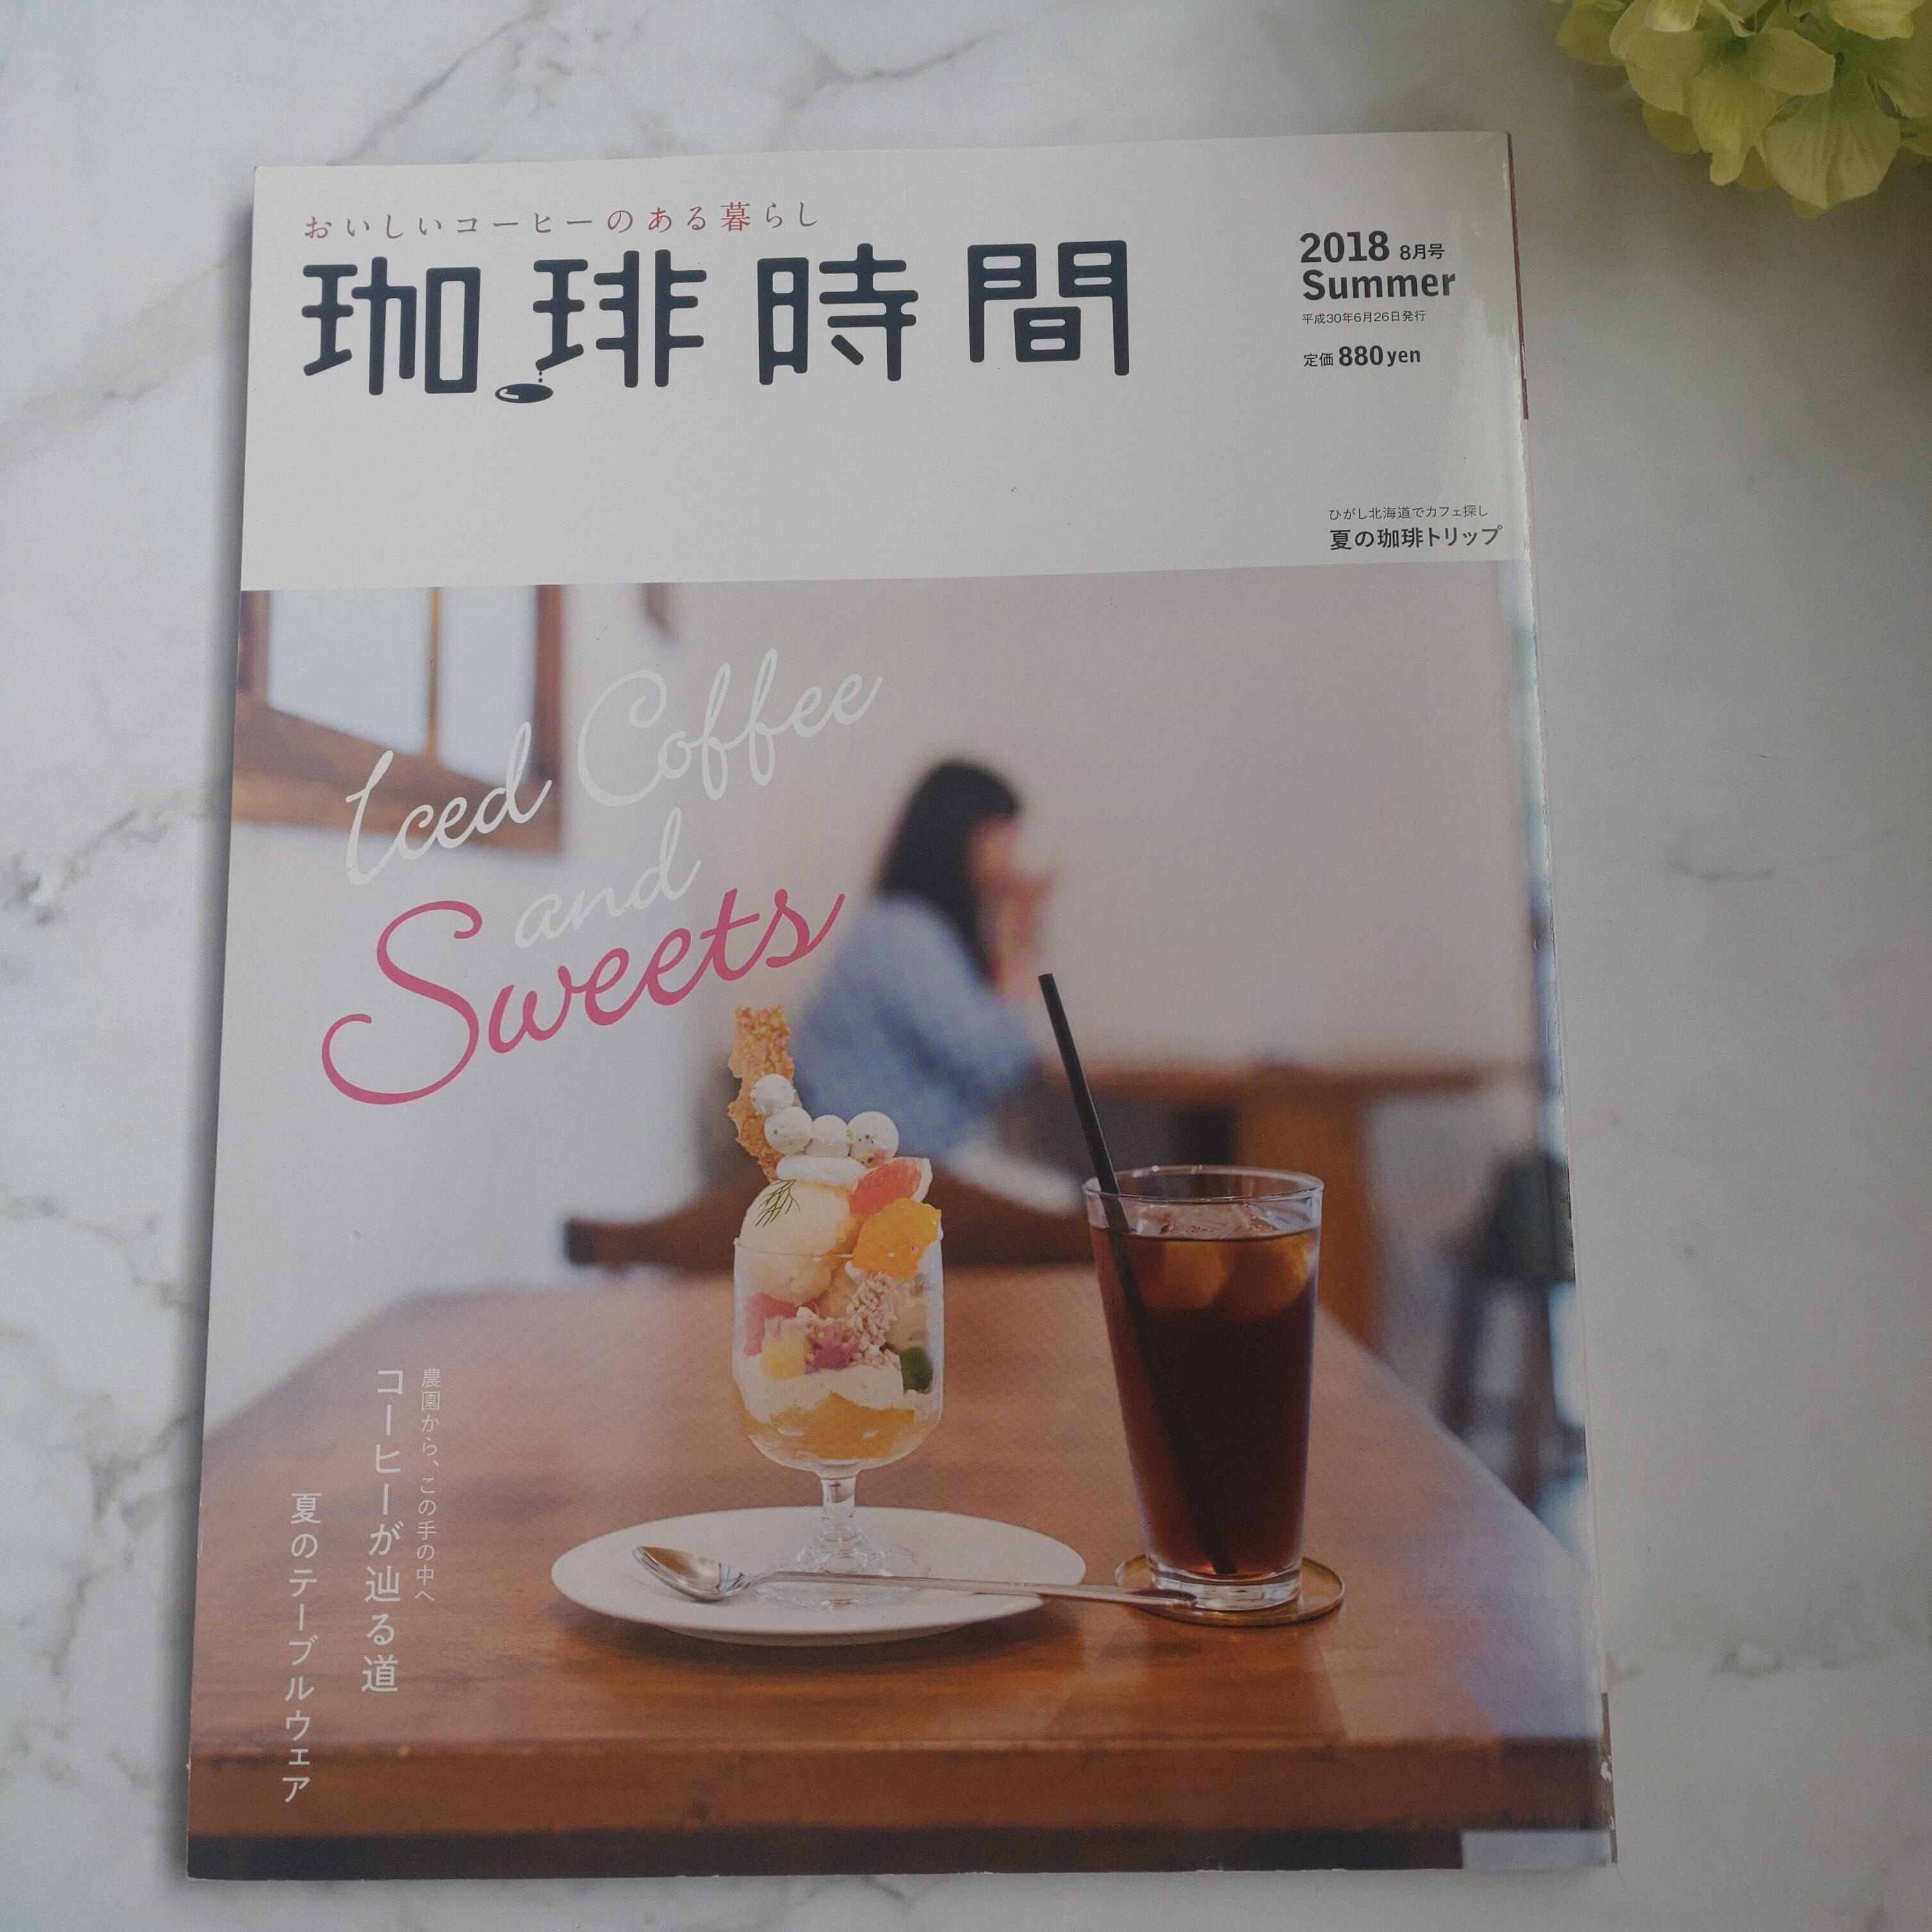 おいしいコーヒーのある暮らし
珈琲時間
2018 8月号
Summer
平成30年6月26日発行
定価 880yen
ひがし北海道でカフェ探し
夏の珈琲トリップ
Iced Coffee
and
Sweets
農園から、この手の中へ
コーヒーが辿る道
夏のテーブルウェア